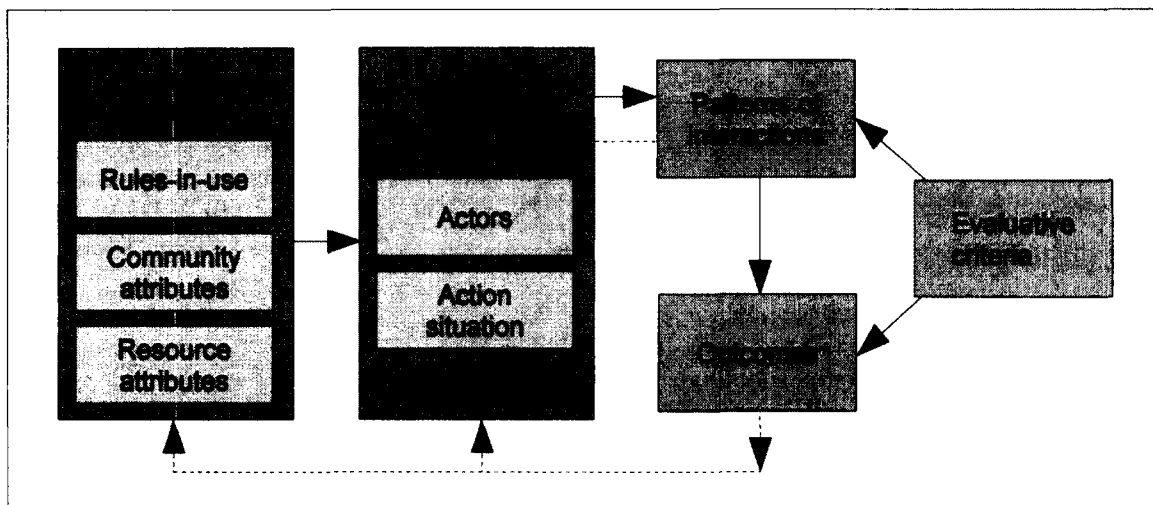 Rules-in-use
Community
attributes
Resource
attributes
Actors
Action
situation
Patterns of
interactions
Outcomes
Evaluative
criteria